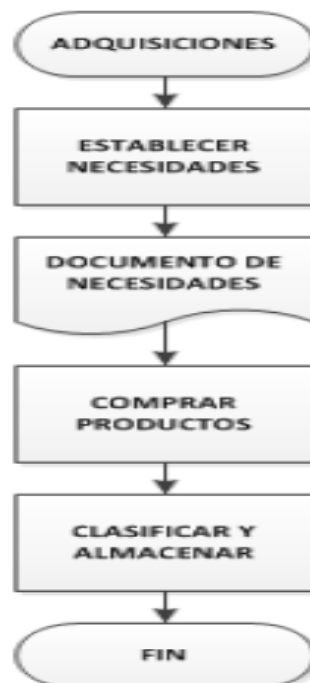 ADQUISICIONES
ESTABLECER
NECESIDADES
DOCUMENTO DE
NECESIDADES
COMPRAR
PRODUCTOS
CLASIFICAR Y
ALMACENAR
FIN